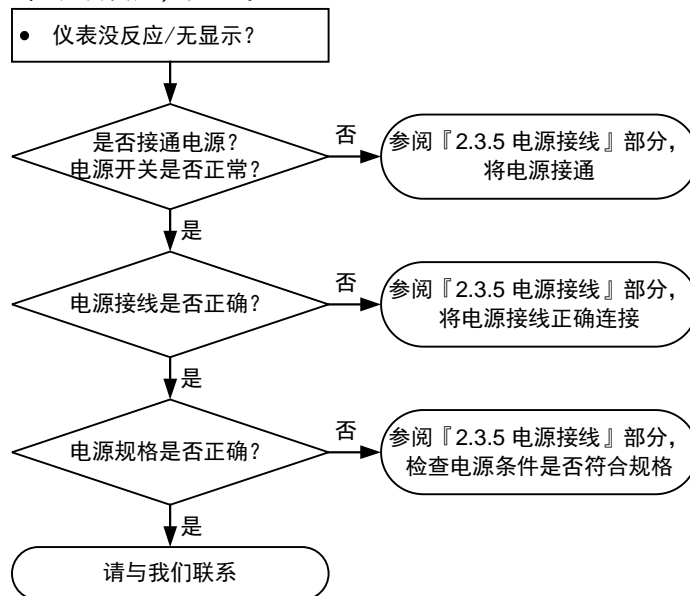 • 仪表没反应/无显示?
是否接通电源?
电源开关是否正常?
否
参阅『2.3.5 电源接线』部分，
将电源接通
是
电源接线是否正确?
否
参阅『2.3.5 电源接线』部分，
将电源接线正确连接
是
电源规格是否正确?
否
参阅『2.3.5 电源接线』部分，
检查电源条件是否符合规格
是
请与我们联系